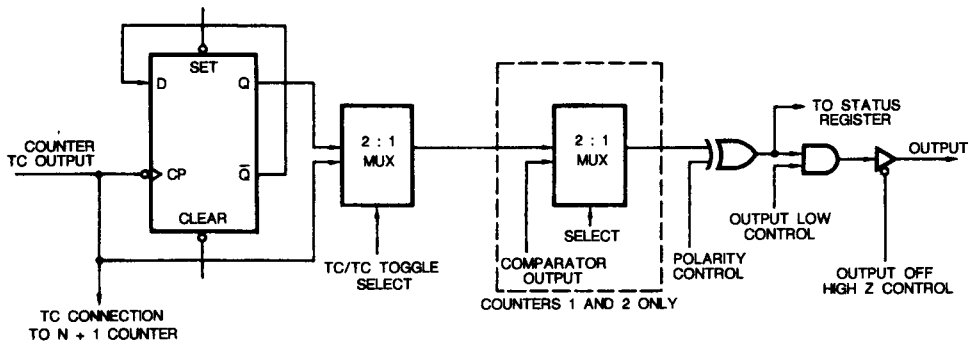 SET
D
Q
COUNTER
TC OUTPUT
CP
Q
CLEAR
2 : 1
MUX
TC/TC TOGGLE
SELECT
TC CONNECTION
TO N + 1 COUNTER
2 : 1
MUX
SELECT
COMPARATOR
OUTPUT
COUNTERS 1 AND 2 ONLY
POLARITY
CONTROL
TO STATUS
REGISTER
OUTPUT LOW
CONTROL
OUTPUT
OUTPUT OFF
HIGH Z CONTROL